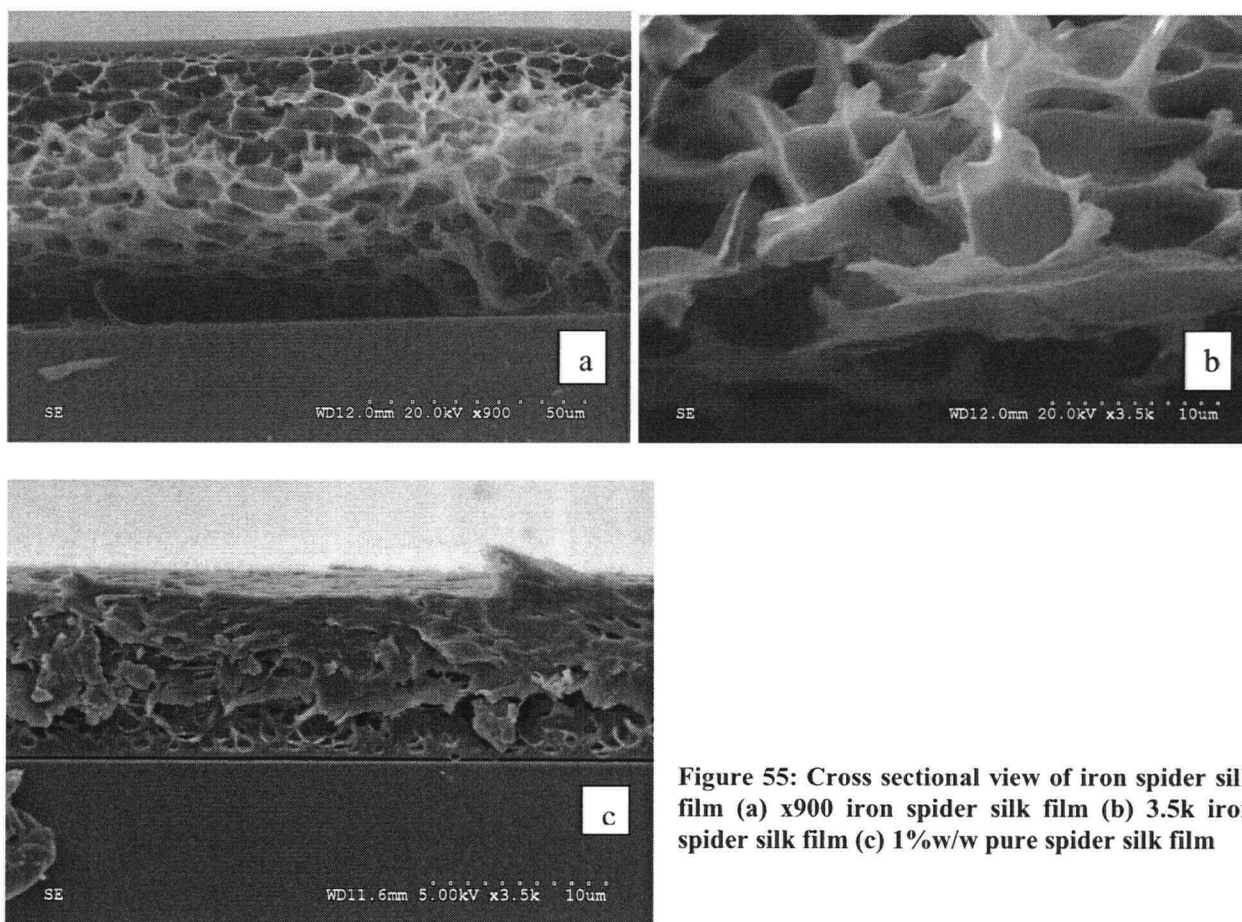 a
SE
WD12.0mm 20.0kV x900 50um
b
SE
WD12.0mm 20.0kV x3.5k 10um
c
SE
WD11.6mm 5.00kV x3.5k 10um
Figure 55: Cross sectional view of iron spider sil
film (a) x900 iron spider silk film (b) 3.5k iro
spider silk film (c) 1%w/w pure spider silk film